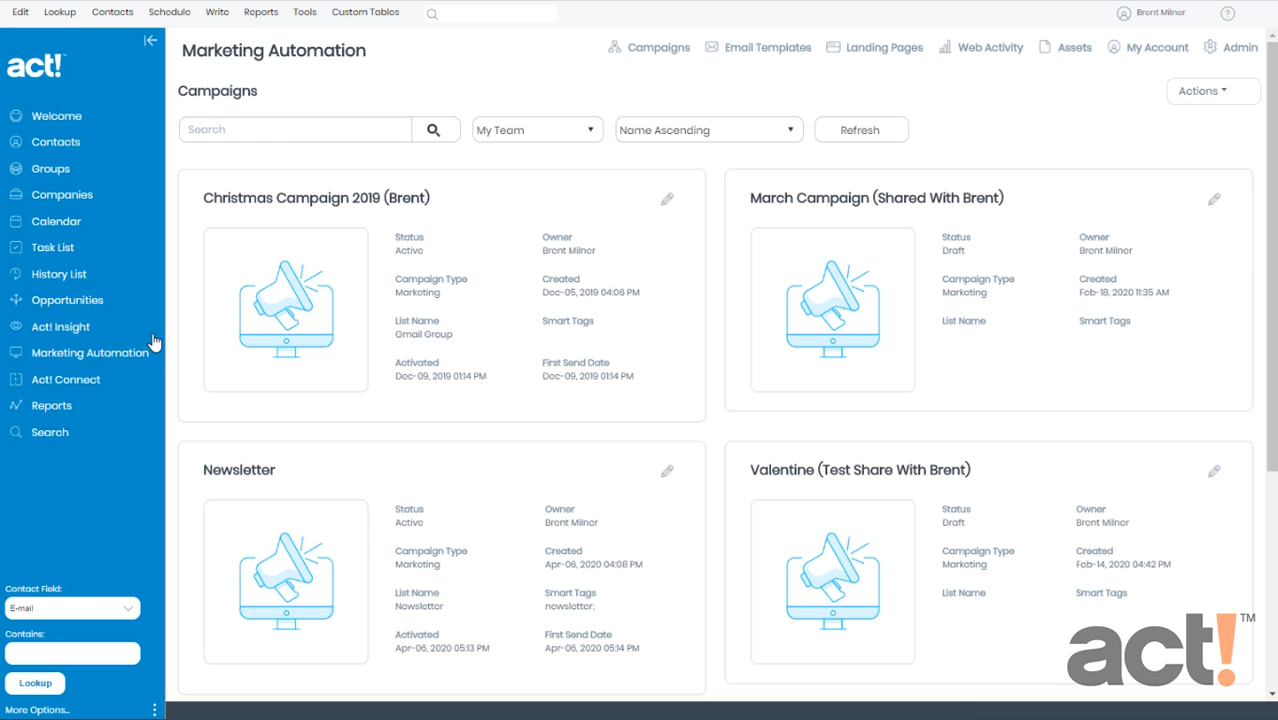 Edit Lookup Contacts Schedule Write Reports Tools Custom Tables Brent Milner ?
act!
Welcome
Contacts
Groups
Companies
Calendar
Task List
History List
Opportunities
Act! Insight
Marketing Automation
Act! Connect
Reports
Search
Contact Field:
E-mail
Contains:
Lookup
More Options...
Marketing Automation
Campaigns Email Templates Landing Pages Web Activity Assets My Account Admin
Campaigns
Actions
Search My Team Name Ascending Refresh
Christmas Campaign 2019 (Brent)
Status Owner
Active Brent Milner
Campaign Type Created
Marketing Dec-05, 2019 04:06 PM
List Name Smart Tags
Gmail Group
Activated First Send Date
Dec-09, 2019 01:14 PM Dec-09, 2019 01:14 PM
March Campaign (Shared With Brent)
Status Owner
Draft Brent Milner
Campaign Type Created
Marketing Feb-18, 2020 11:35 AM
List Name Smart Tags
Newsletter
Status Owner
Active Brent Milner
Campaign Type Created
Marketing Apr-06, 2020 04:08 PM
List Name Smart Tags
Newsletter newsletter;
Activated First Send Date
Apr-06, 2020 05:13 PM Apr-06, 2020 05:14 PM
Valentine (Test Share With Brent)
Status Owner
Draft Brent Milner
Campaign Type Created
Marketing Feb-14, 2020 04:42 PM
List Name Smart Tags
act!™